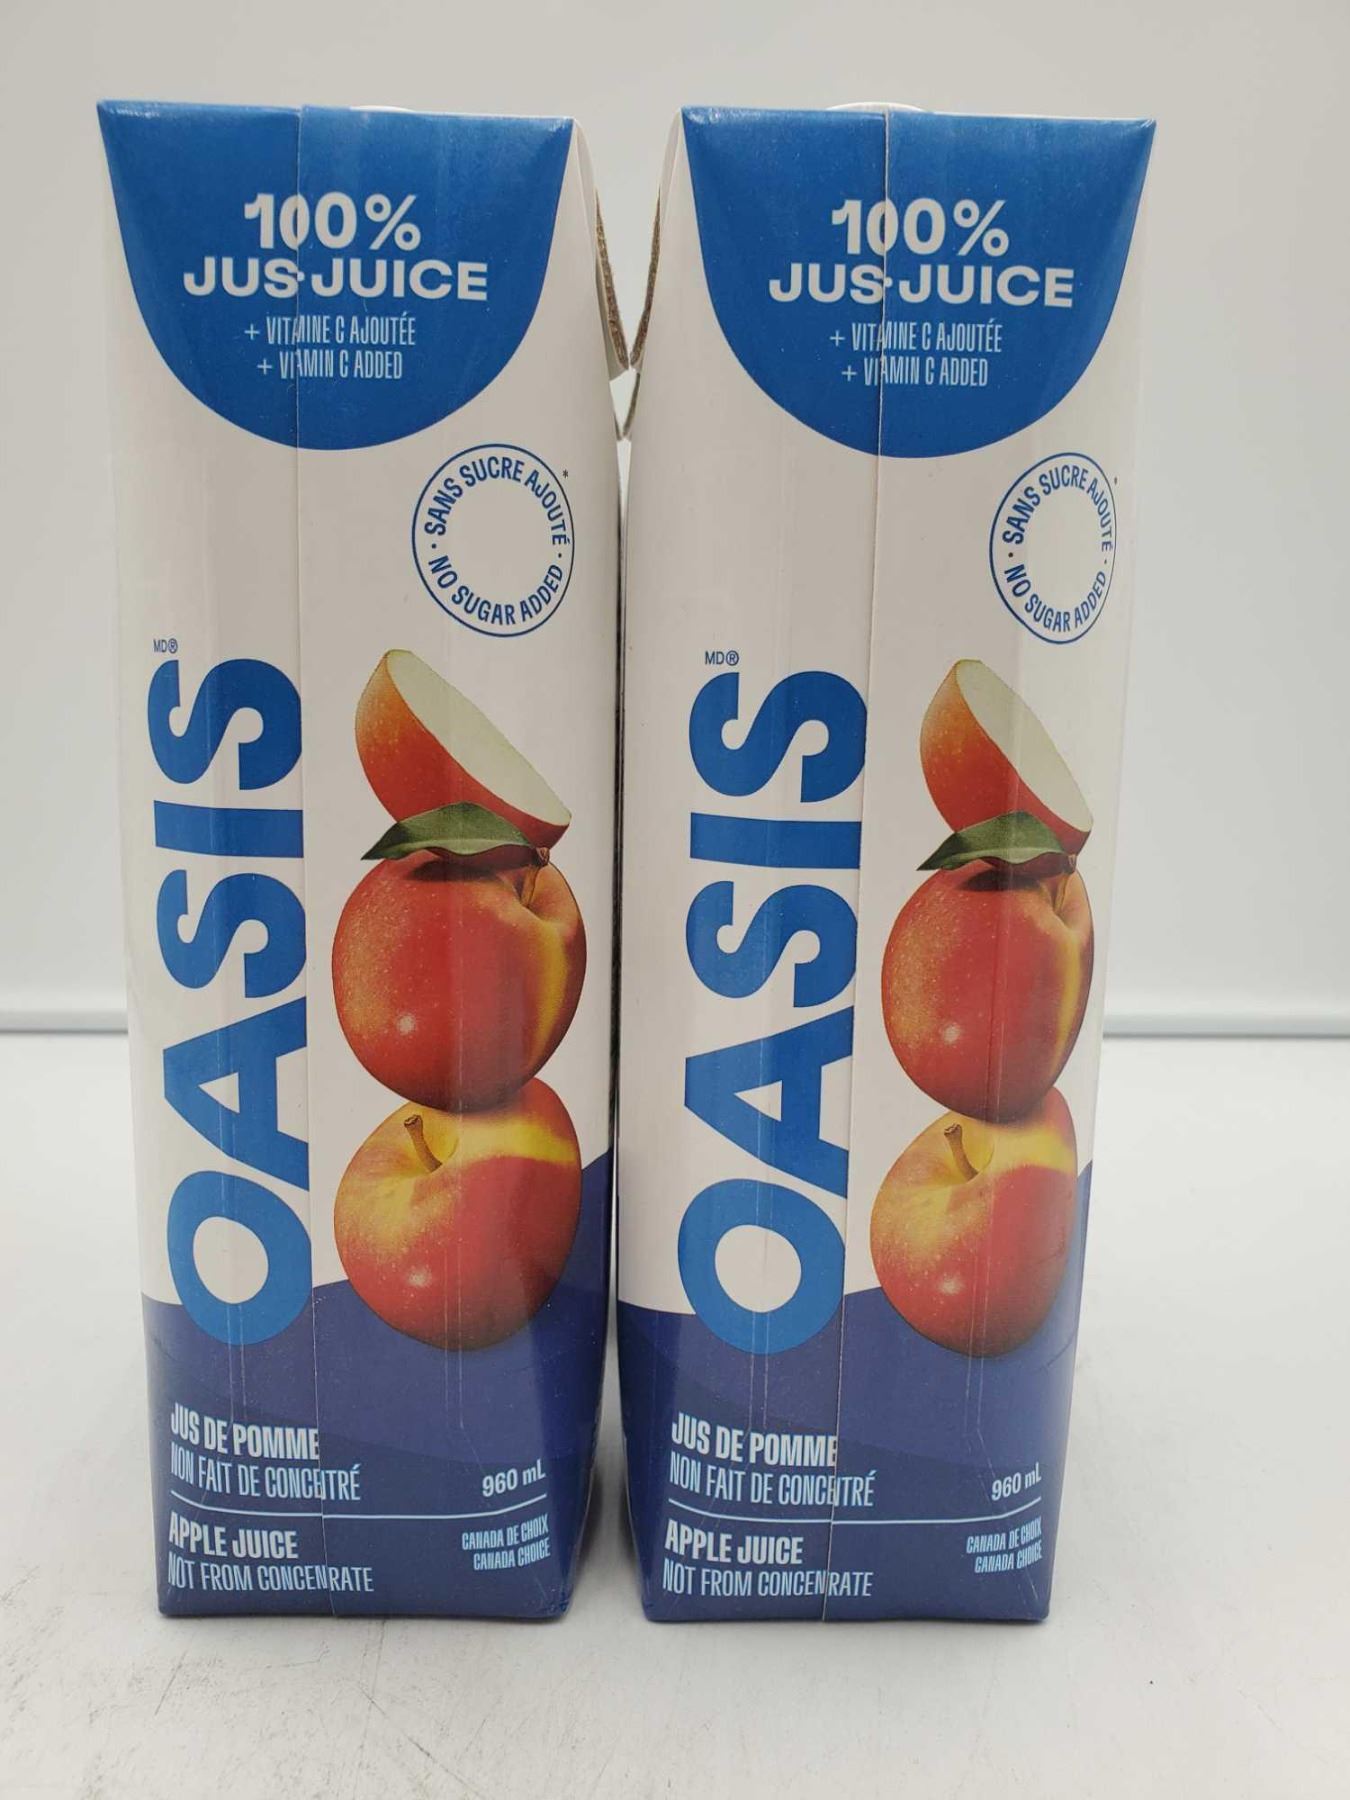 100%
JUS·JUICE
+ VITAMINE C AJOUTÉE
+ VITAMIN C ADDED
· SANS SUCRE AJOUTÉ*
· NO SUGAR ADDED
MD®
OASIS
JUS DE POMME
NON FAIT DE CONCENTRÉ
960 mL
APPLE JUICE
NOT FROM CONCENTRATE
CANADA DE CHOIX
CANADA CHOICE
100%
JUS·JUICE
+ VITAMINE C AJOUTÉE
+ VITAMIN C ADDED
· SANS SUCRE AJOUTÉ*
· NO SUGAR ADDED
MD®
OASIS
JUS DE POMME
NON FAIT DE CONCENTRÉ
960 mL
APPLE JUICE
NOT FROM CONCENTRATE
CANADA DE CHOIX
CANADA CHOICE